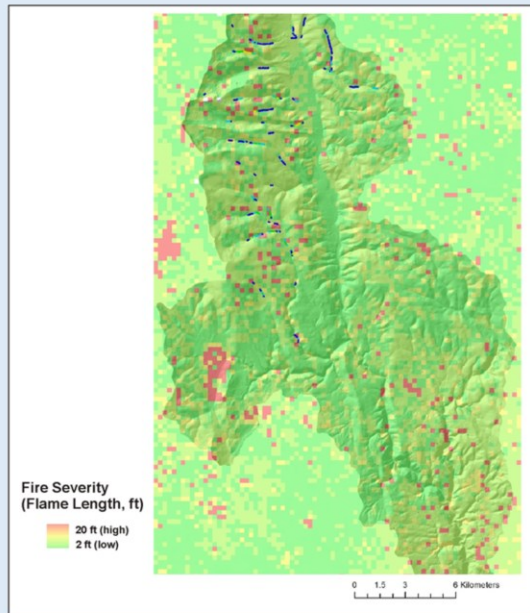 Fire Severity
(Flame Length, ft)
20 ft (high)
2 ft (low)
0 1.5 3 6 Kilometers